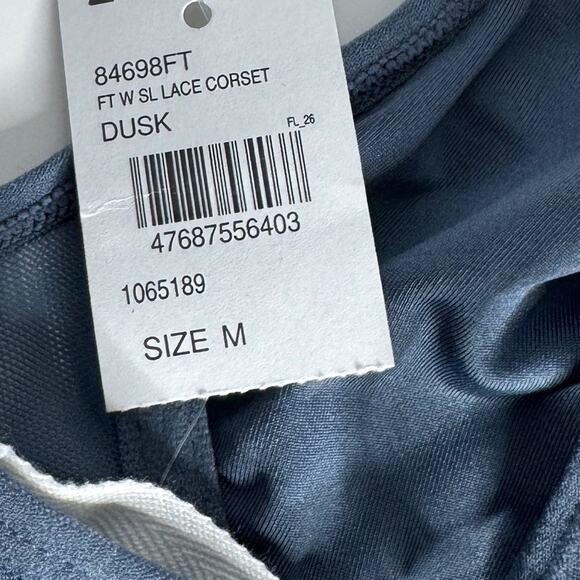 84698FT
FT W SL LACE CORSET
DUSK
FL_26
47687556403
1065189
SIZE M